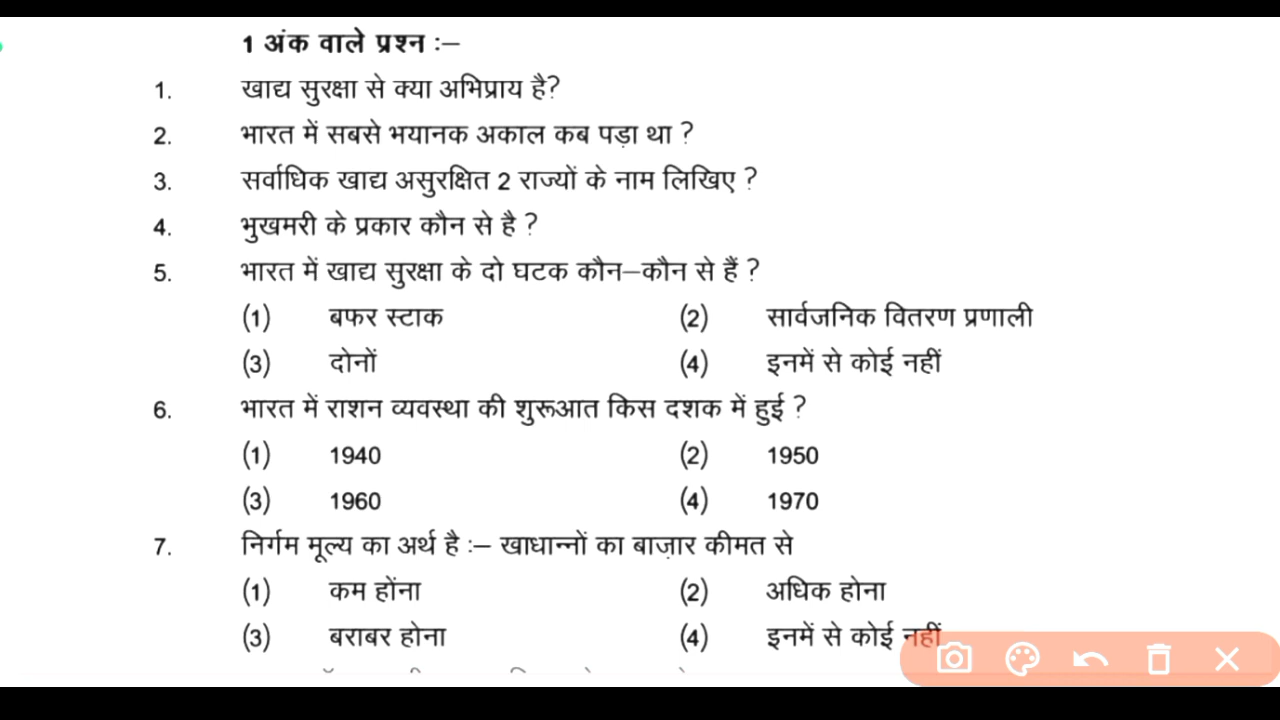 1 अंक वाले प्रश्न :–
1. खाद्य सुरक्षा से क्या अभिप्राय है?
2. भारत में सबसे भयानक अकाल कब पड़ा था ?
3. सर्वाधिक खाद्य असुरक्षित 2 राज्यों के नाम लिखिए ?
4. भुखमरी के प्रकार कौन से है ?
5. भारत में खाद्य सुरक्षा के दो घटक कौन–कौन से हैं ?
(1) बफर स्टाक (2) सार्वजनिक वितरण प्रणाली
(3) दोनों (4) इनमें से कोई नहीं
6. भारत में राशन व्यवस्था की शुरूआत किस दशक में हुई ?
(1) 1940 (2) 1950
(3) 1960 (4) 1970
7. निर्गम मूल्य का अर्थ है :– खाधान्नों का बाज़ार कीमत से
(1) कम होंना (2) अधिक होना
(3) बराबर होना (4) इनमें से कोई नहीं